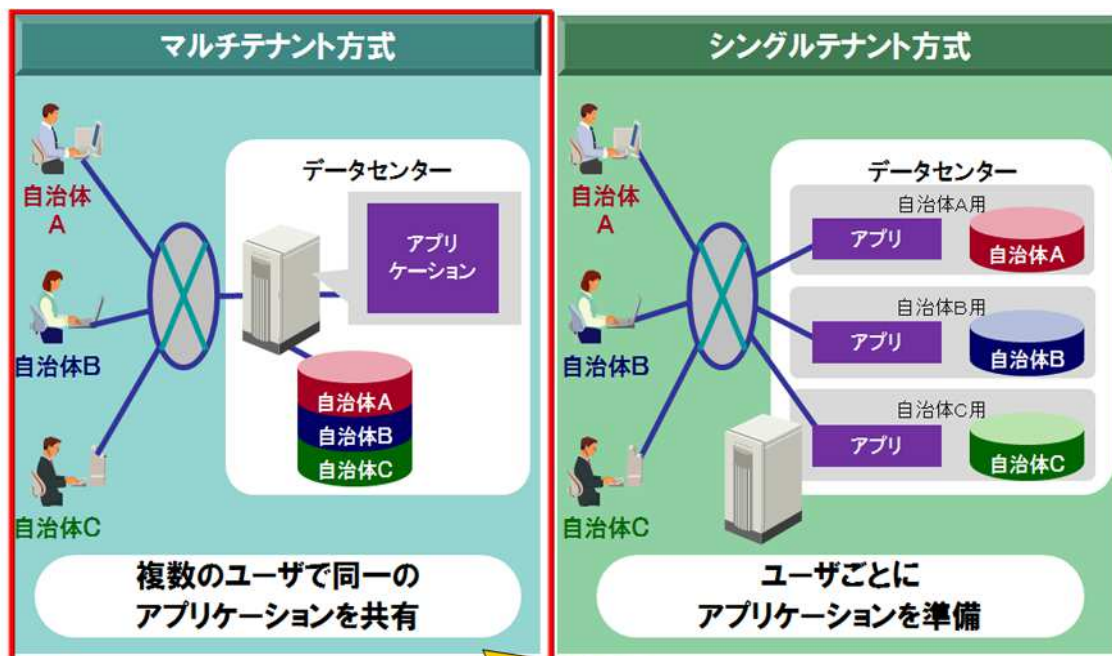 マルチテナント方式
自治体
A
自治体B
自治体C
データセンター
アプリ
ケーション
自治体A
自治体B
自治体C
複数のユーザで同一の
アプリケーションを共有
シングルテナント方式
自治体
A
自治体B
自治体C
データセンター
自治体A用
アプリ
自治体A
自治体B用
アプリ
自治体B
自治体C用
アプリ
自治体C
ユーザごとに
アプリケーションを準備